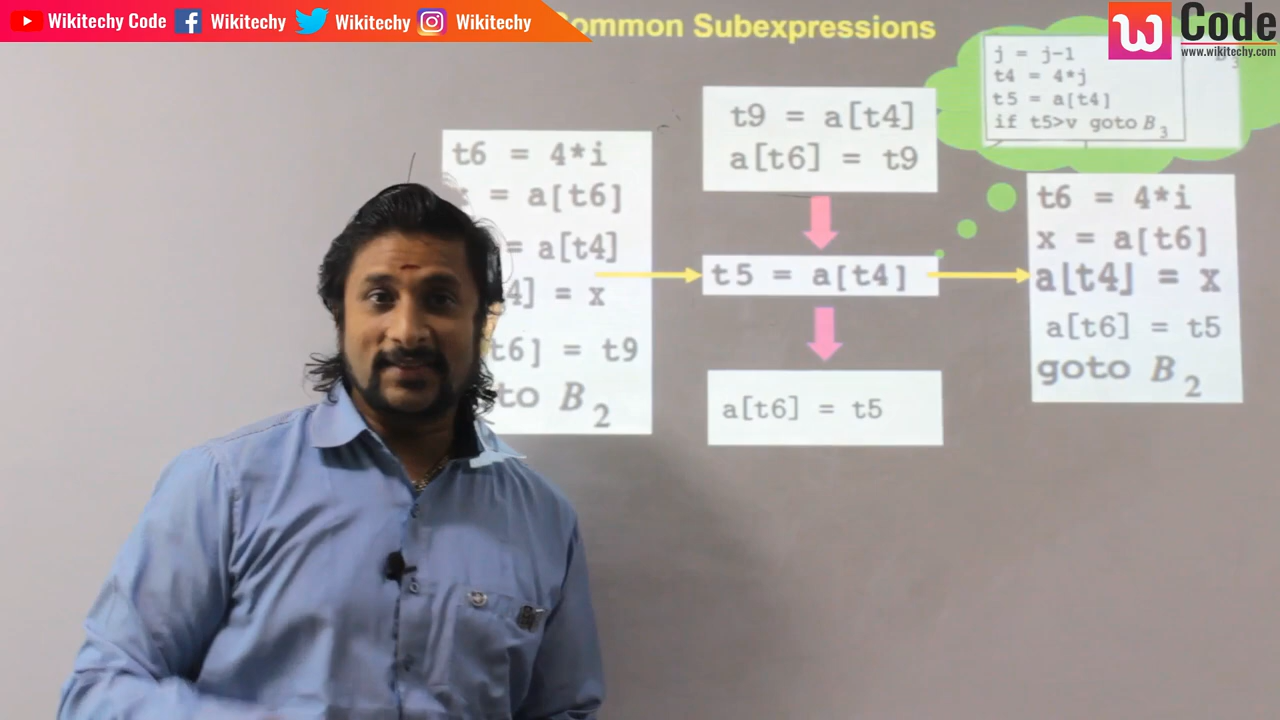 Wikitechy Code Wikitechy Wikitechy Wikitechy
Common Subexpressions
w Code
www.wikitechy.com
j = j-1
t4 = 4*j
t5 = a[t4]
if t5>v goto B3
B3
t9 = a[t4]
a[t6] = t9
t6 = 4*i
x = a[t6]
= a[t4]
4] = x
t6] = t9
to B2
t5 = a[t4]
a[t6] = t5
t6 = 4*i
x = a[t6]
a[t4] = x
a[t6] = t5
goto B2